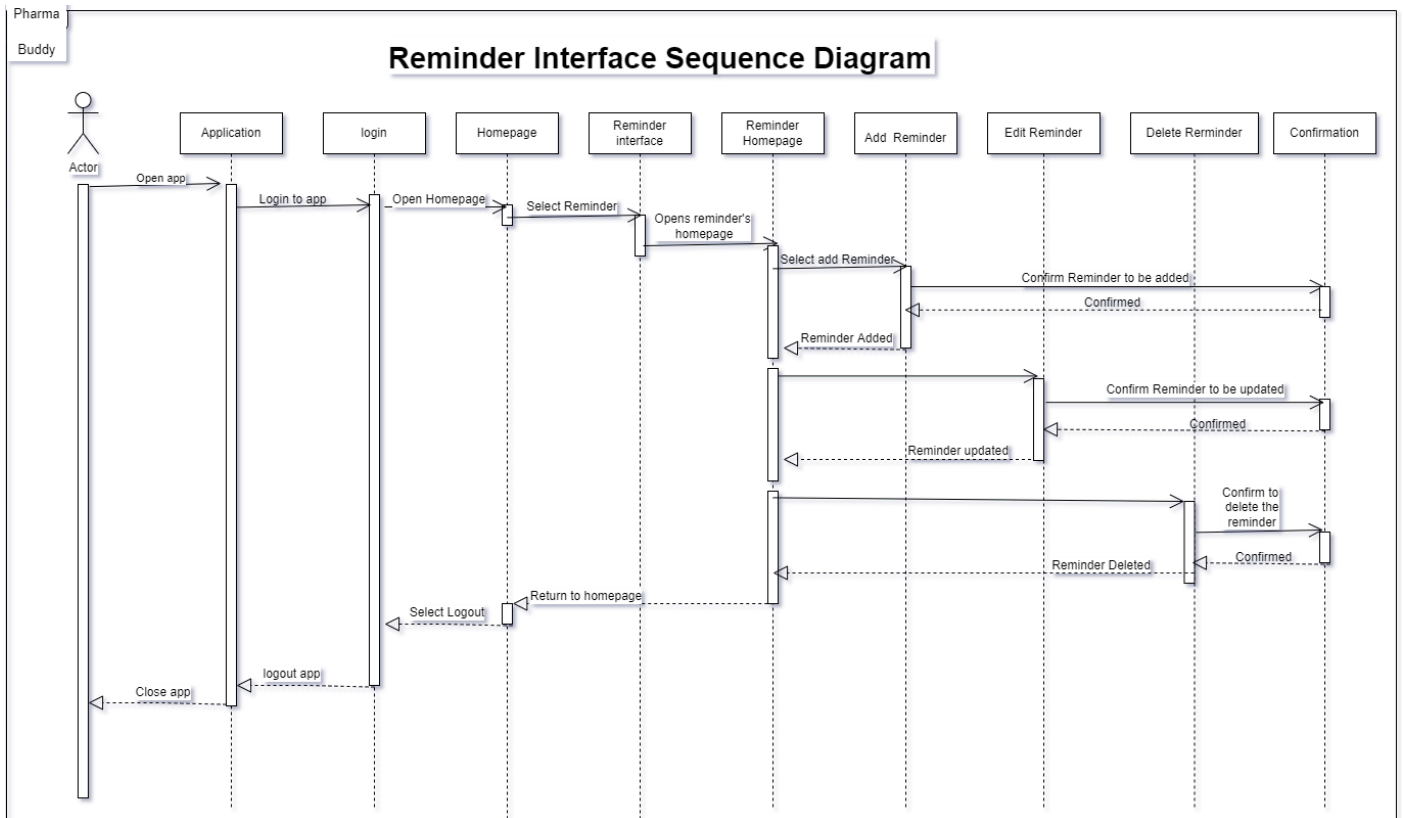 Pharma
Buddy
Reminder Interface Sequence Diagram
Actor
Application
login
Homepage
Reminder
interface
Reminder
Homepage
Add Reminder
Edit Reminder
Delete Rerminder
Confirmation
Open app
Login to app
Open Homepage
Select Reminder
Opens reminder's
homepage
Select add Reminder
Confirm Reminder to be added
Confirmed
Reminder Added
Confirm Reminder to be updated
Confirmed
Reminder updated
Confirm to
delete the
reminder
Confirmed
Reminder Deleted
Return to homepage
Select Logout
logout app
Close app